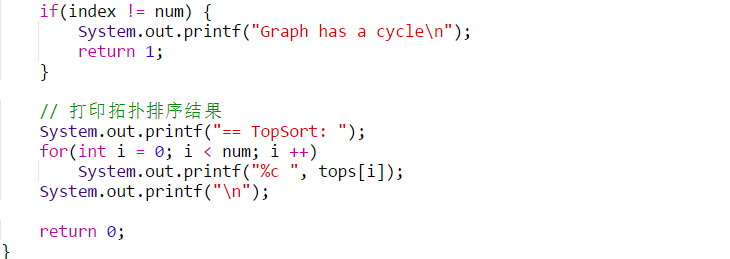 if(index != num) {
System.out.printf("Graph has a cycle\n");
return 1;
}
// 打印拓扑排序结果
System.out.printf("== TopSort: ");
for(int i = 0; i < num; i ++)
System.out.printf("%c ", tops[i]);
System.out.printf("\n");
return 0;
}